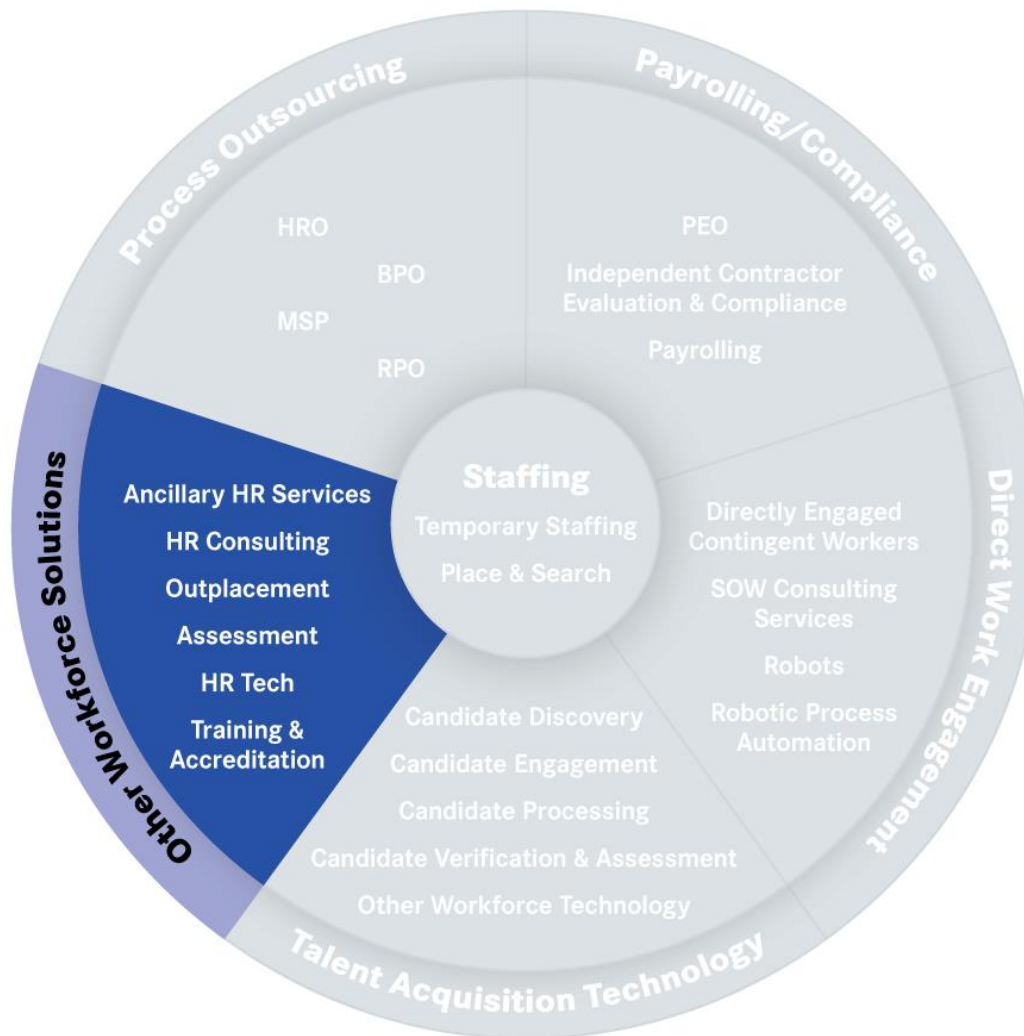 Process Outsourcing
HRO
BPO
MSP
RPO
Payrolling/Compliance
PEO
Independent Contractor
Evaluation & Compliance
Payrolling
Direct Work Engagement
Directly Engaged
Contingent Workers
SOW Consulting
Services
Robots
Robotic Process
Automation
Talent Acquisition Technology
Candidate Discovery
Candidate Engagement
Candidate Processing
Candidate Verification & Assessment
Other Workforce Technology
Other Workforce Solutions
Ancillary HR Services
HR Consulting
Outplacement
Assessment
HR Tech
Training &
Accreditation
Staffing
Temporary Staffing
Place & Search